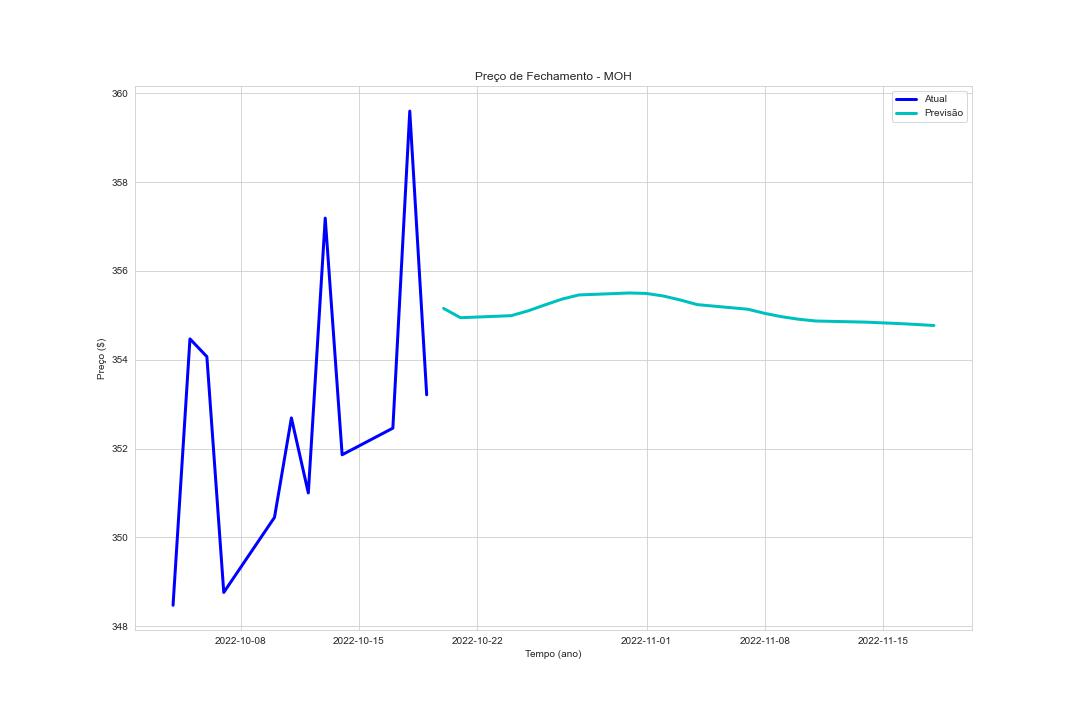 Preço de Fechamento - MOH
Atual
Previsão
360
358
356
354
352
350
348
Preço ($)
2022-10-08 2022-10-15 2022-10-22 2022-11-01 2022-11-08 2022-11-15
Tempo (ano)